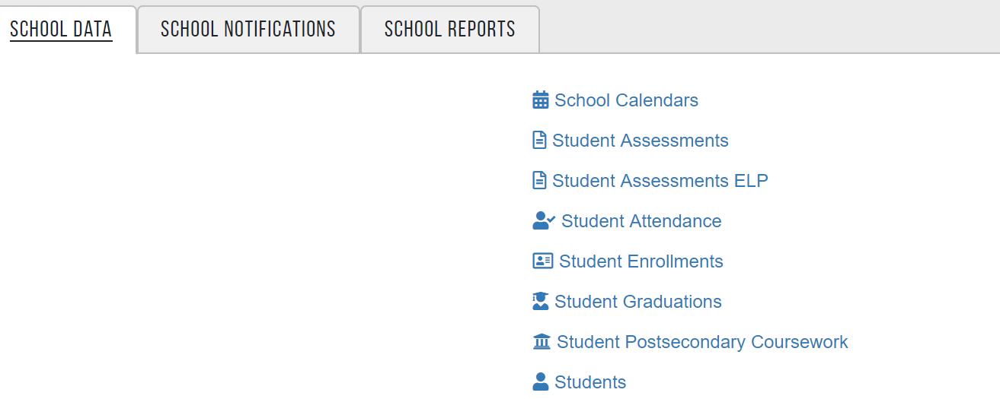 SCHOOL DATA SCHOOL NOTIFICATIONS SCHOOL REPORTS
School Calendars
Student Assessments
Student Assessments ELP
Student Attendance
Student Enrollments
Student Graduations
Student Postsecondary Coursework
Students